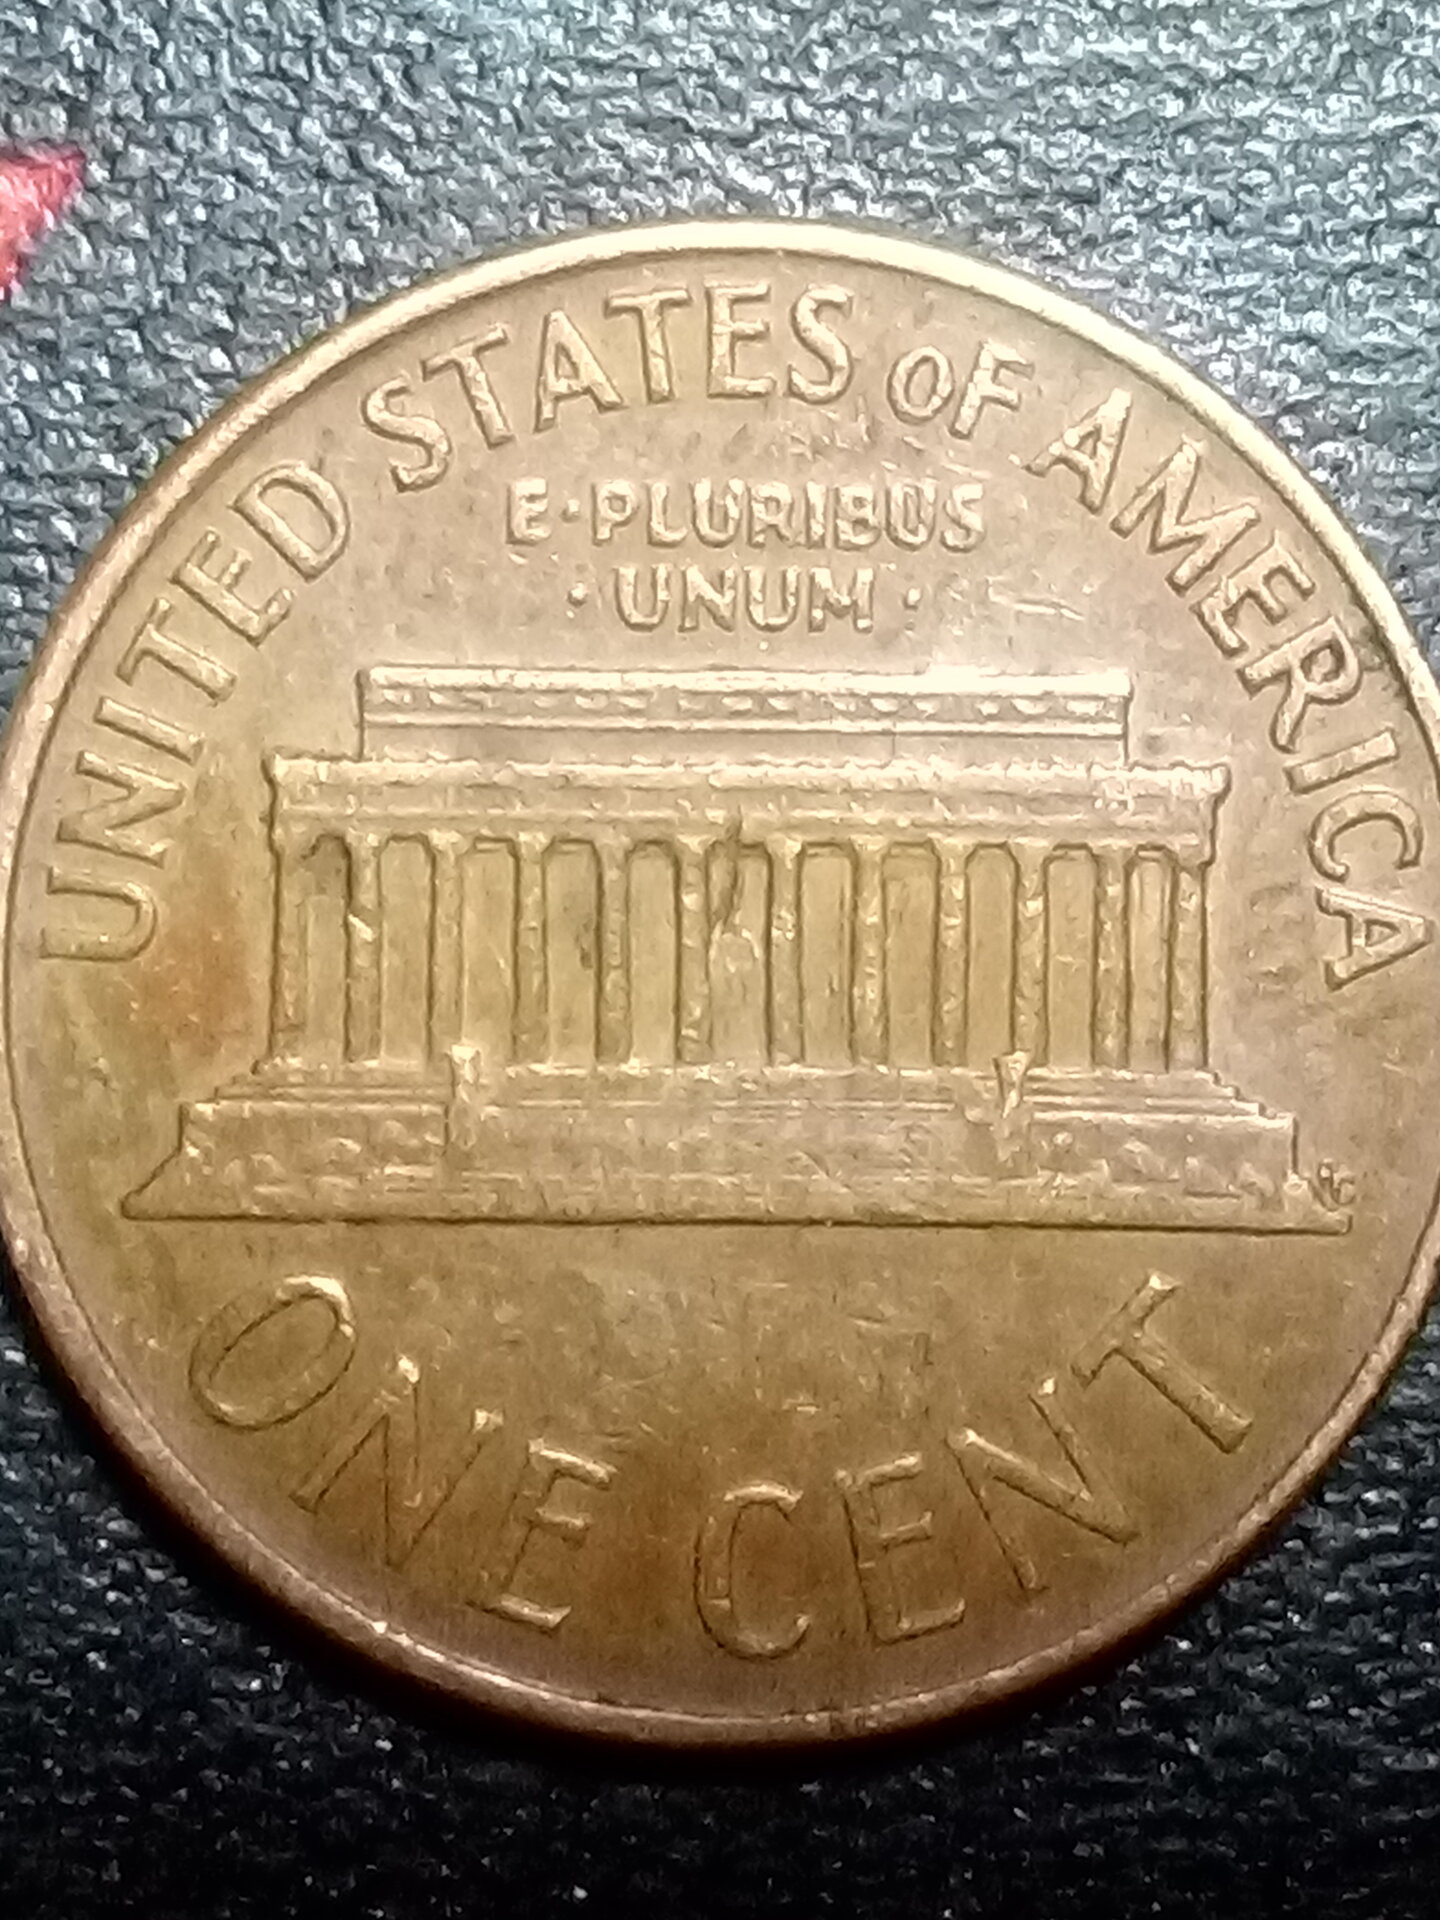 UNITED STATES OF AMERICA
E·PLURIBUS
·UNUM·
ONE CENT